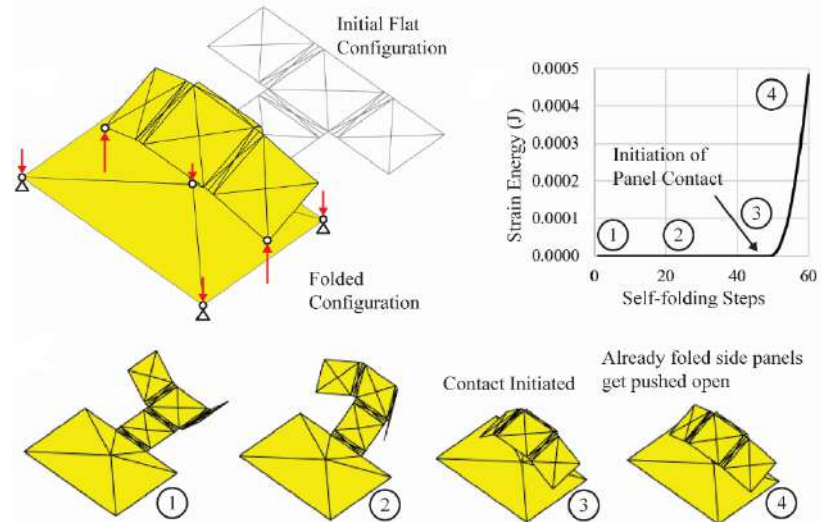 Initial Flat
Configuration
Folded
Configuration
Strain Energy (J)
0.0005
0.0004
0.0003
0.0002
0.0001
0.0000
0
20
40
60
Self-folding Steps
Initiation of
Panel Contact
1
2
3
4
Contact Initiated
Already foled side panels
get pushed open
1
2
3
4